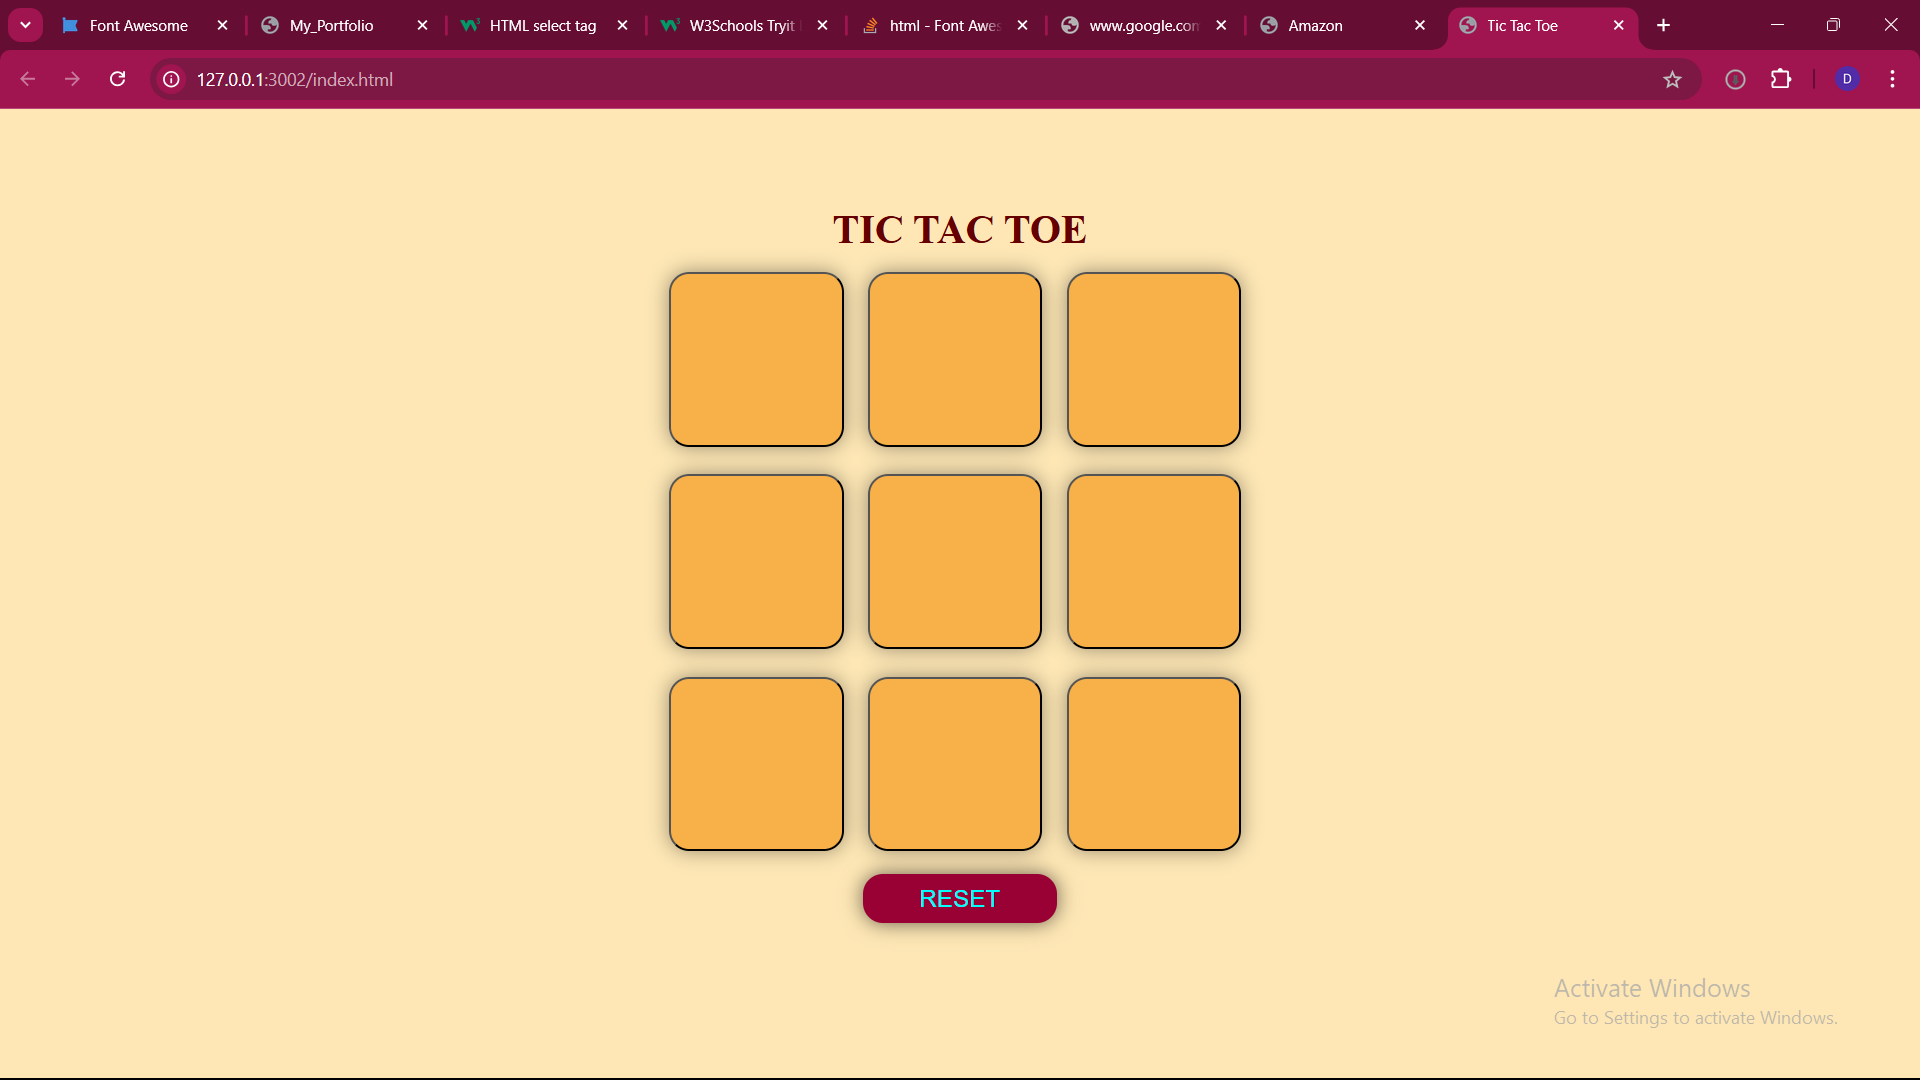 Font Awesome
My_Portfolio
HTML select tag
W3Schools Tryit
html - Font Awes
www.google.com
Amazon
Tic Tac Toe
127.0.0.1:3002/index.html
D
TIC TAC TOE
RESET
Activate Windows
Go to Settings to activate Windows.